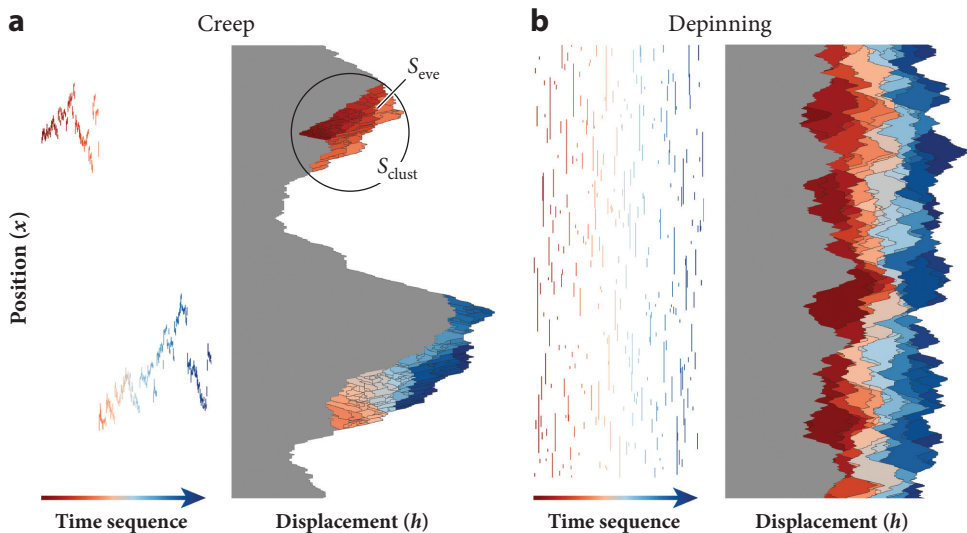 a
Creep
S_eve
S_clust
Position (x)
Time sequence
Displacement (h)
b
Depinning
Time sequence
Displacement (h)